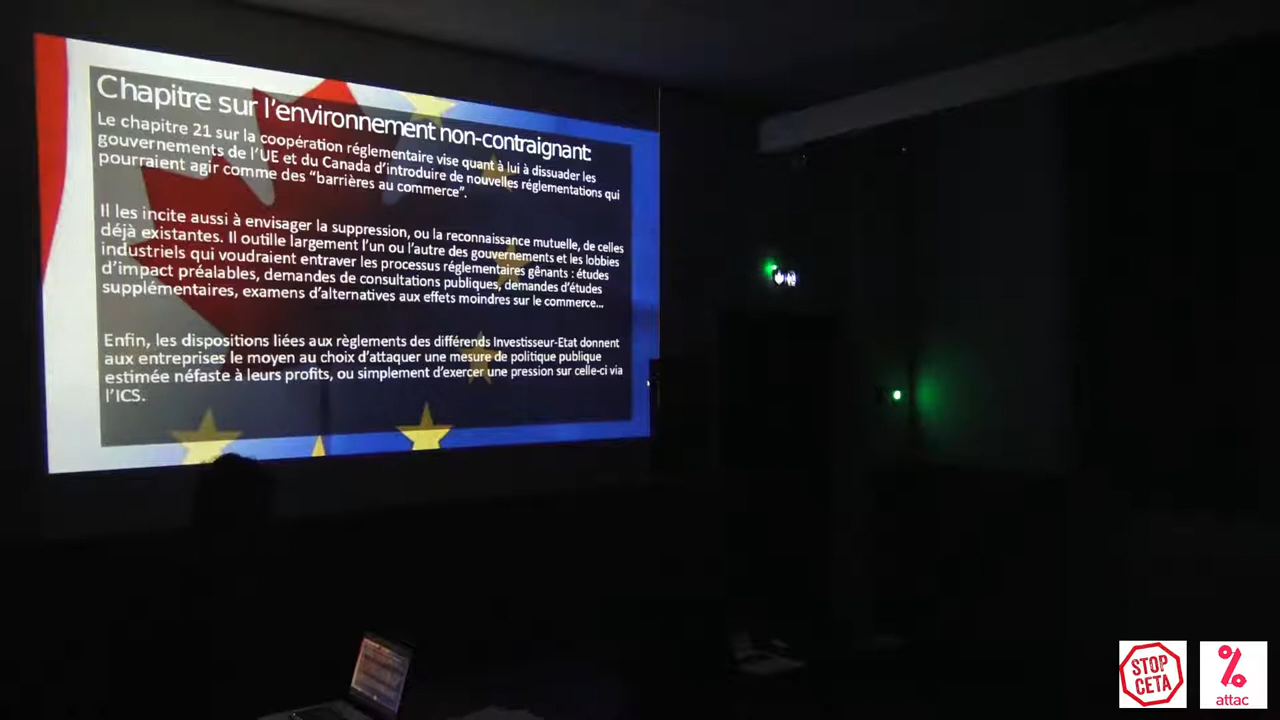 Chapitre sur l'environnement non-contraignant:
Le chapitre 21 sur la coopération réglementaire vise quant à lui à dissuader les
gouvernements de l'UE et du Canada d'introduire de nouvelles réglementations qui
pourraient agir comme des "barrières au commerce".
Il les incite aussi à envisager la suppression, ou la reconnaissance mutuelle, de celles
déjà existantes. Il outille largement l'un ou l'autre des gouvernements et les lobbies
industriels qui voudraient entraver les processus réglementaires gênants : études
d'impact préalables, demandes de consultations publiques, demandes d'études
supplémentaires, examens d'alternatives aux effets moindres sur le commerce...
Enfin, les dispositions liées aux règlements des différends Investisseur-Etat donnent
aux entreprises le moyen au choix d'attaquer une mesure de politique publique
estimée néfaste à leurs profits, ou simplement d'exercer une pression sur celle-ci via
l'ICS.
STOP
CETA
%
attac